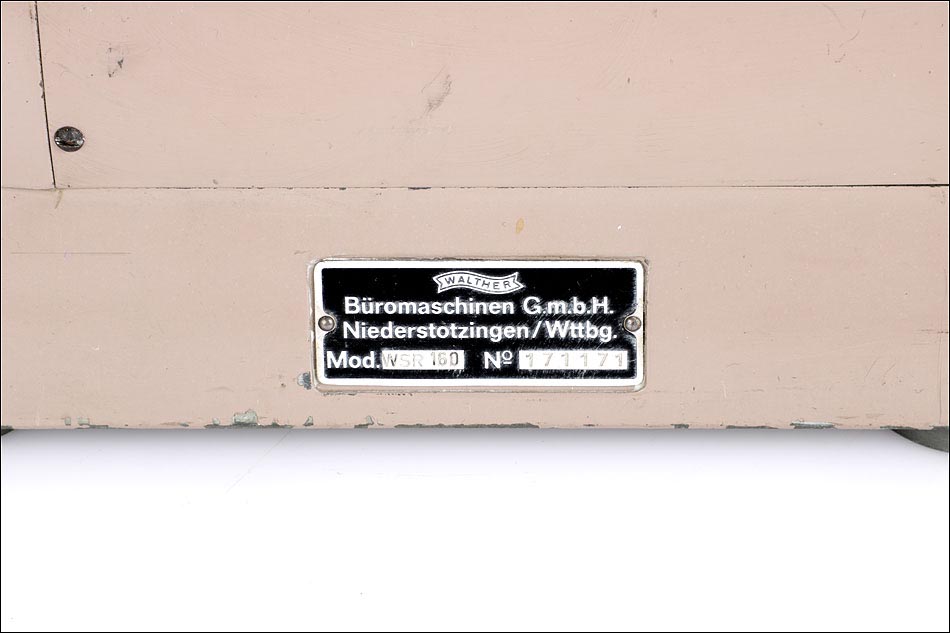 WALTHER
Büromaschinen G.m.b.H.
Niederstotzingen/Wttbg.
Mod. WSR 160 Nº 171171